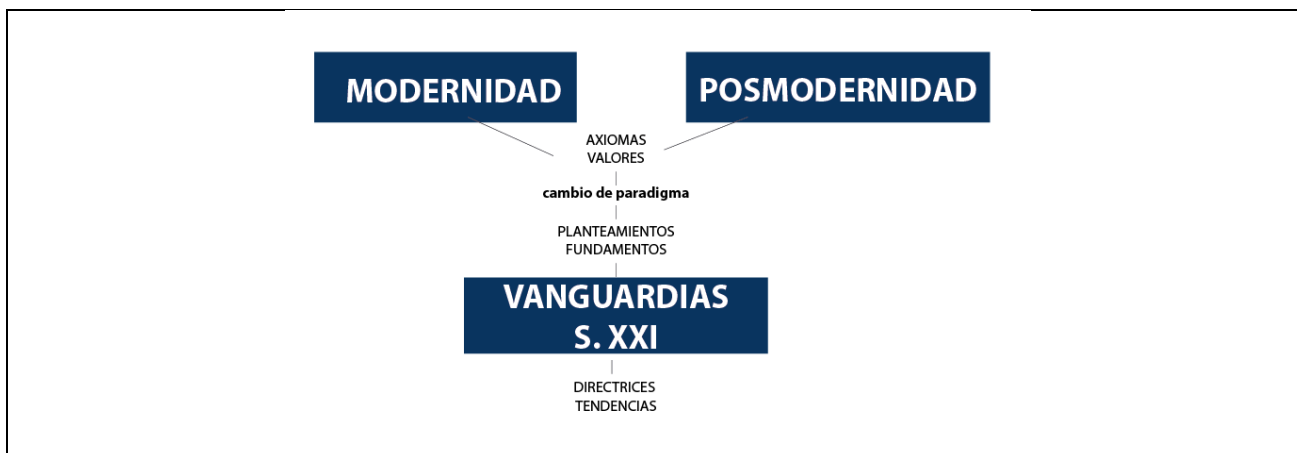 MODERNIDAD
POSMODERNIDAD
AXIOMAS
VALORES
cambio de paradigma
PLANTEAMIENTOS
FUNDAMENTOS
VANGUARDIAS
S. XXI
DIRECTRICES
TENDENCIAS